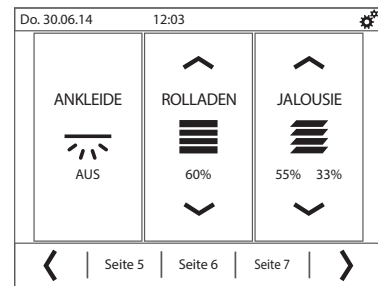 Do. 30.06.14 12:03
ANKLEIDE ROLLADEN JALOUSIE
AUS 60% 55% 33%
Seite 5 Seite 6 Seite 7